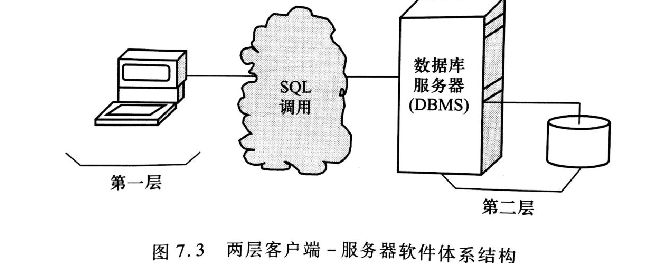 SQL
调用
数据库
服务器
(DBMS)
第一层
第二层
图 7.3 两层客户端－服务器软件体系结构